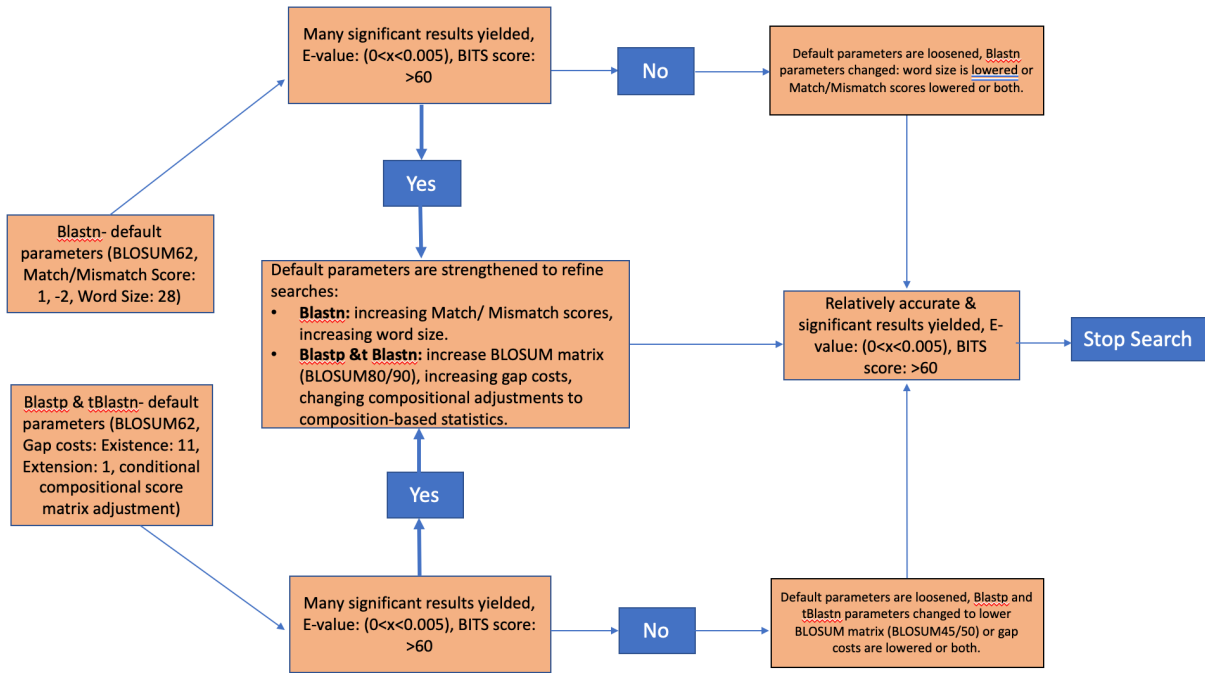 Many significant results yielded,
E-value: (0<x<0.005), BITS score:
>60
No
Default parameters are loosened, Blastn
parameters changed: word size is lowered or
Match/Mismatch scores lowered or both.
Yes
Blastn- default
parameters (BLOSUM62,
Match/Mismatch Score:
1, -2, Word Size: 28)
Default parameters are strengthened to refine
searches:
• Blastn: increasing Match/ Mismatch scores,
increasing word size.
• Blastp &t Blastn: increase BLOSUM matrix
(BLOSUM80/90), increasing gap costs,
changing compositional adjustments to
composition-based statistics.
Relatively accurate &
significant results yielded, E-
value: (0<x<0.005), BITS
score: >60
Stop Search
Blastp & tBlastn- default
parameters (BLOSUM62,
Gap costs: Existence: 11,
Extension: 1, conditional
compositional score
matrix adjustment)
Yes
Many significant results yielded,
E-value: (0<x<0.005), BITS score:
>60
No
Default parameters are loosened, Blastp and
tBlastn parameters changed to lower
BLOSUM matrix (BLOSUM45/50) or gap
costs are lowered or both.